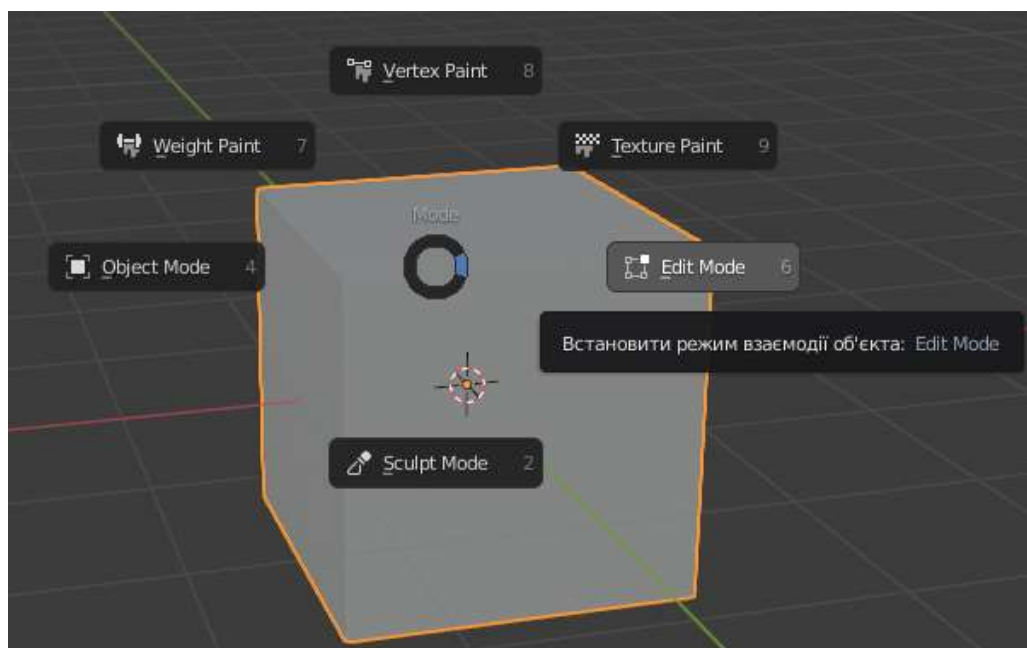 Vertex Paint 8
Weight Paint 7
Texture Paint 9
Mode
Object Mode 4
Edit Mode 6
Встановити режим взаємодії об'єкта: Edit Mode
Sculpt Mode 2